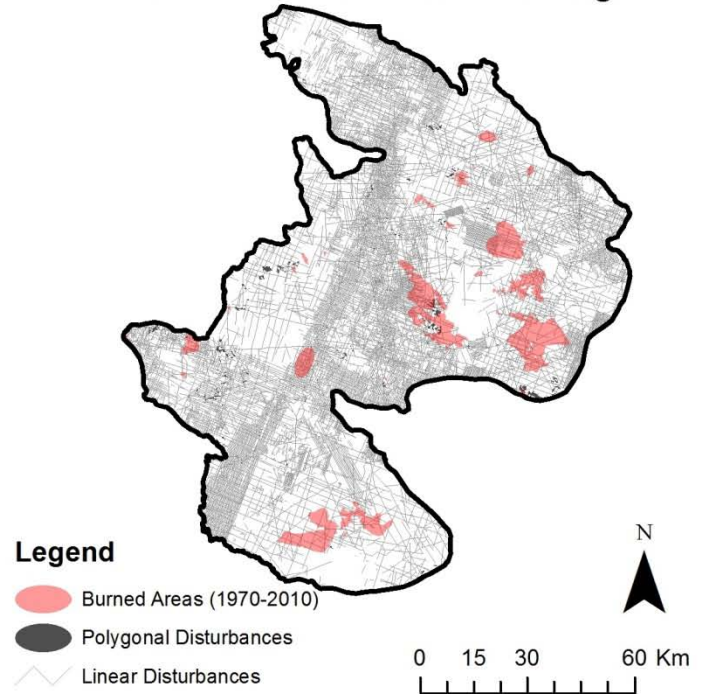 Legend
Burned Areas (1970-2010)
Polygonal Disturbances
Linear Disturbances
N
0 15 30 60 Km